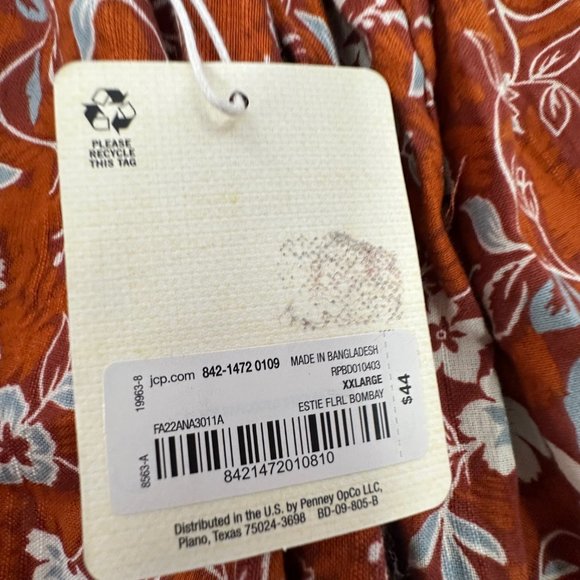 PLEASE
RECYCLE
THIS TAG
19963-8
jcp.com 842-1472 0109 MADE IN BANGLADESH
RPBD010403
XXLARGE
FA22ANA3011A ESTIE FLRL BOMBAY
$44
8563-A
8421472010810
Distributed in the U.S. by Penney OpCo LLC,
Plano, Texas 75024-3698 BD-09-805-B